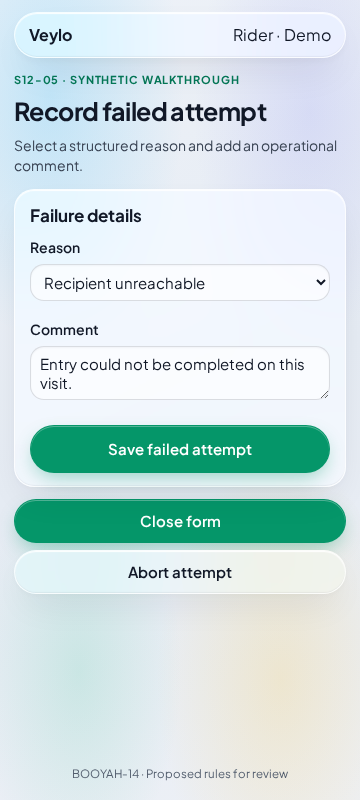 Veylo
Rider · Demo
S12-05 · SYNTHETIC WALKTHROUGH
Record failed attempt
Select a structured reason and add an operational
comment.
Failure details
Reason
Recipient unreachable
Comment
Entry could not be completed on this
visit.
Save failed attempt
Close form
Abort attempt
BOOYAH-14 · Proposed rules for review